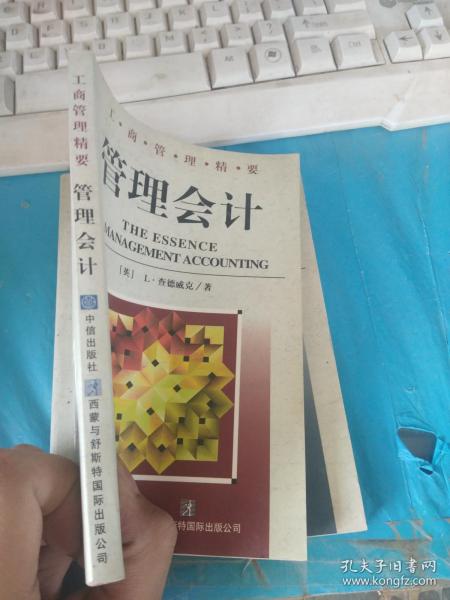 工商管理精要
管理会计
中信出版社
西蒙与舒斯特国际出版公司
工·商·管·理·精·要
管理会计
THE ESSENCE
MANAGEMENT ACCOUNTING
［英］ L·查德威克／著
斯特国际出版公司
孔夫子旧书网
www.kongfz.com